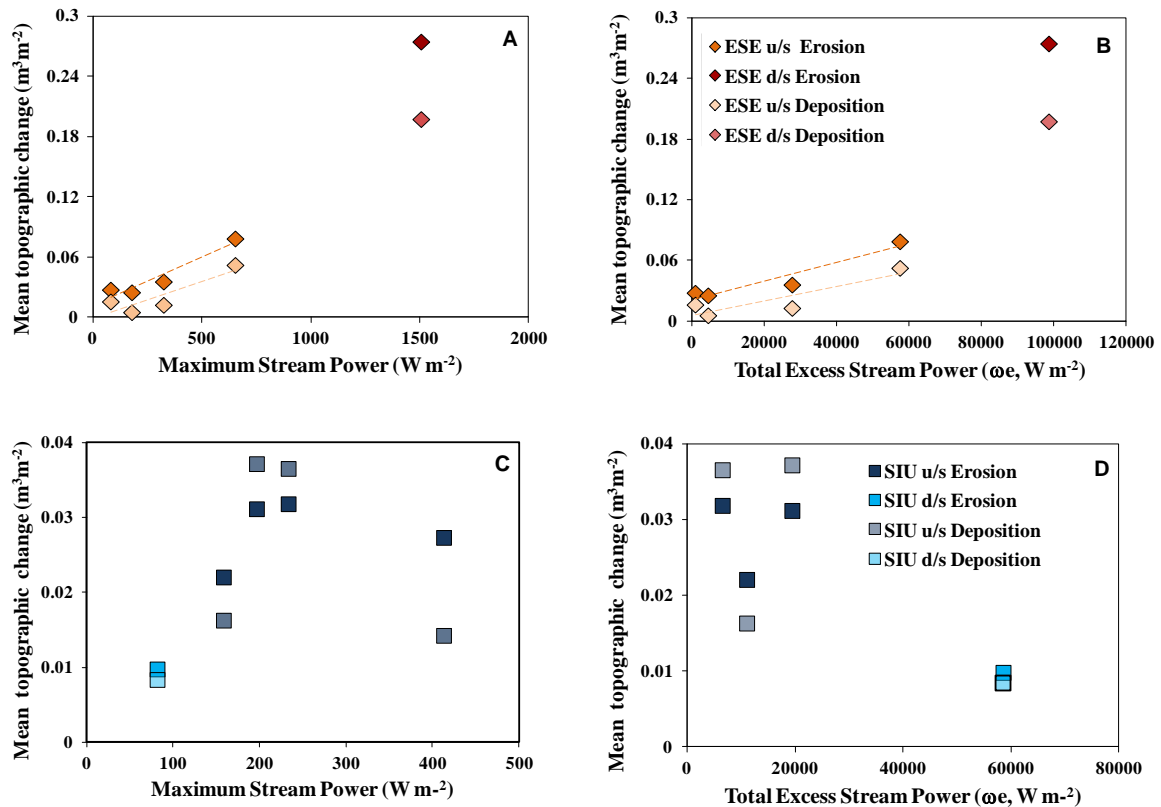 A
Mean topographic change (m³m⁻²)
0.3
0.24
0.18
0.12
0.06
0
0 500 1000 1500 2000
Maximum Stream Power (W m⁻²)
B
ESE u/s Erosion
ESE d/s Erosion
ESE u/s Deposition
ESE d/s Deposition
Mean topographic change (m³m⁻²)
0.3
0.24
0.18
0.12
0.06
0
0 20000 40000 60000 80000 100000 120000
Total Excess Stream Power (ωe, W m⁻²)
C
Mean topographic change (m³m⁻²)
0.04
0.03
0.02
0.01
0
0 100 200 300 400 500
Maximum Stream Power (W m-²)
D
SIU u/s Erosion
SIU d/s Erosion
SIU u/s Deposition
SIU d/s Deposition
Mean topographic change (m³m⁻²)
0.04
0.03
0.02
0.01
0
0 20000 40000 60000 80000
Total Excess Stream Power (ωe, W m-²)